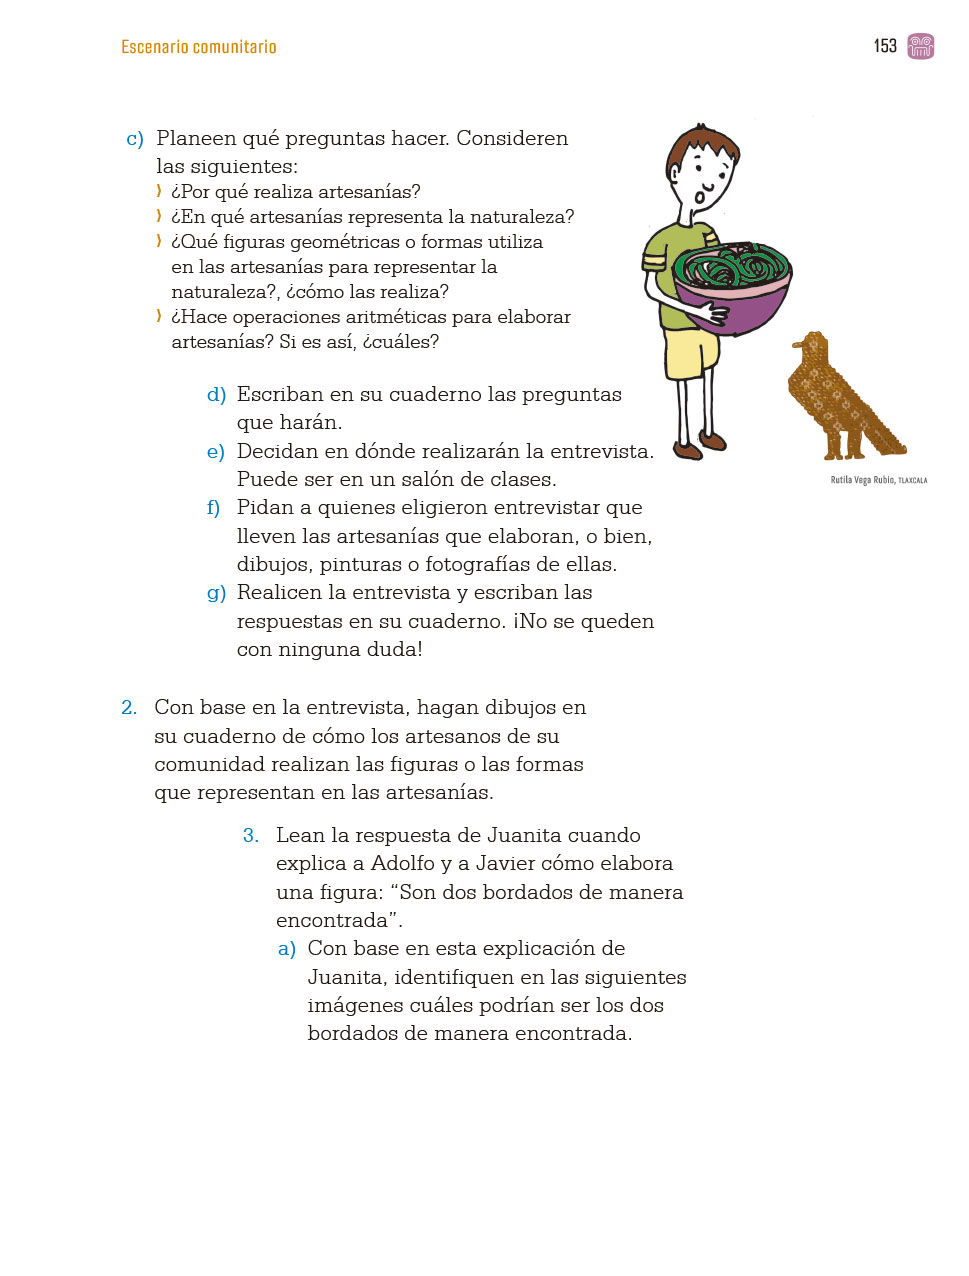 Escenario comunitario
153
c) Planeen qué preguntas hacer. Consideren
las siguientes:
⟩ ¿Por qué realiza artesanías?
⟩ ¿En qué artesanías representa la naturaleza?
⟩ ¿Qué figuras geométricas o formas utiliza
en las artesanías para representar la
naturaleza?, ¿cómo las realiza?
⟩ ¿Hace operaciones aritméticas para elaborar
artesanías? Si es así, ¿cuáles?
d) Escriban en su cuaderno las preguntas
que harán.
e) Decidan en dónde realizarán la entrevista.
Puede ser en un salón de clases.
f) Pidan a quienes eligieron entrevistar que
lleven las artesanías que elaboran, o bien,
dibujos, pinturas o fotografías de ellas.
g) Realicen la entrevista y escriban las
respuestas en su cuaderno. ¡No se queden
con ninguna duda!
Rutila Vega Rubio, TLAXCALA
2. Con base en la entrevista, hagan dibujos en
su cuaderno de cómo los artesanos de su
comunidad realizan las figuras o las formas
que representan en las artesanías.
3. Lean la respuesta de Juanita cuando
explica a Adolfo y a Javier cómo elabora
una figura: “Son dos bordados de manera
encontrada”.
a) Con base en esta explicación de
Juanita, identifiquen en las siguientes
imágenes cuáles podrían ser los dos
bordados de manera encontrada.